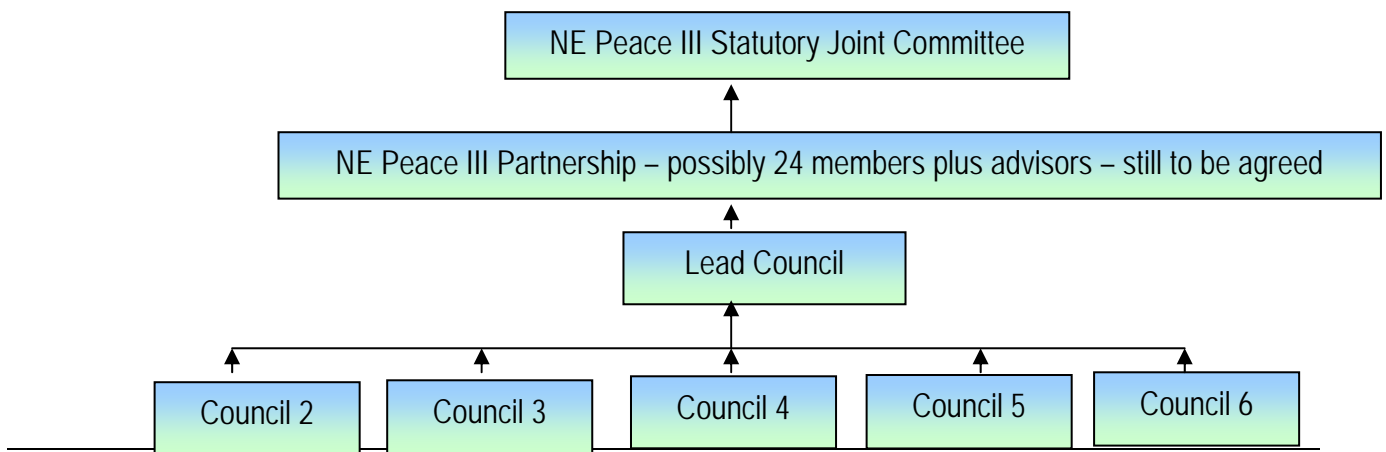 NE Peace III Statutory Joint Committee
NE Peace III Partnership – possibly 24 members plus advisors – still to be agreed
Lead Council
Council 2
Council 3
Council 4
Council 5
Council 6